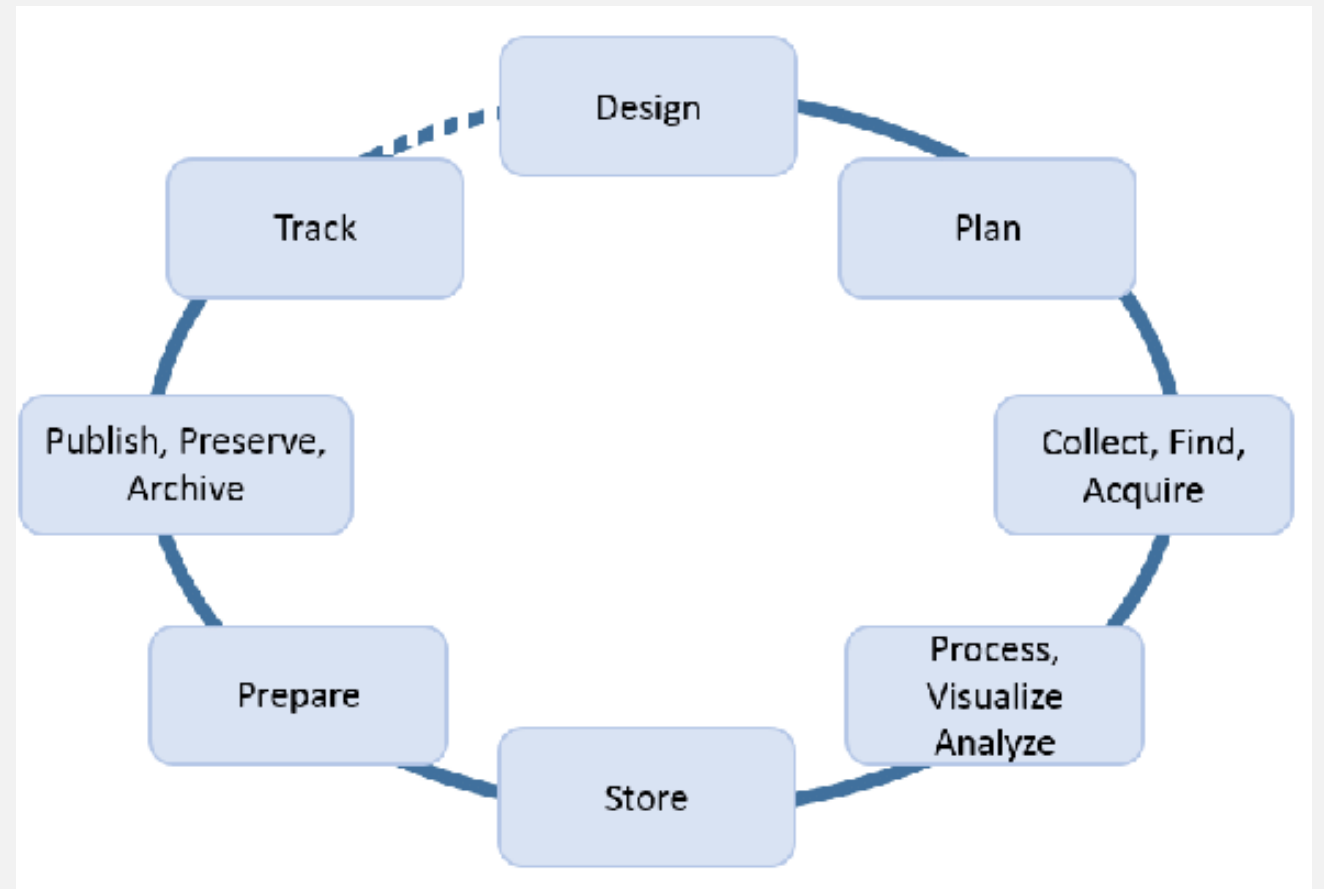 Design
Plan
Collect, Find,
Acquire
Process,
Visualize
Analyze
Store
Prepare
Publish, Preserve,
Archive
Track